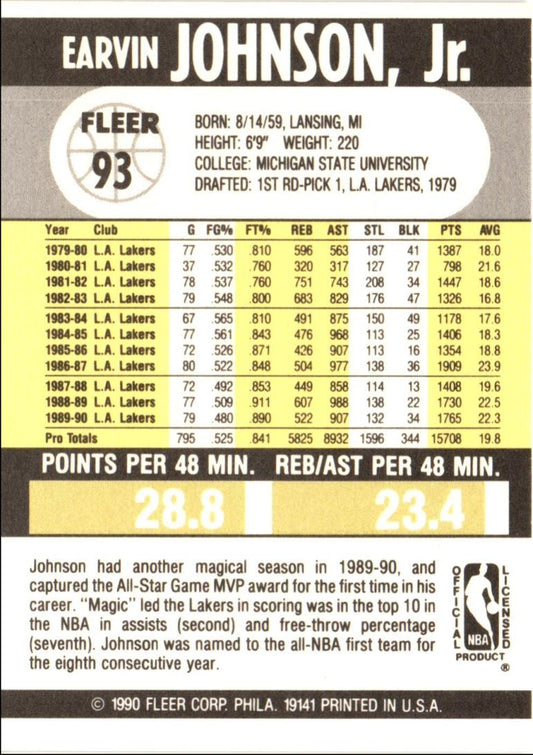 EARVIN JOHNSON, Jr.
FLEER
93
BORN: 8/14/59, LANSING, MI
HEIGHT: 6'9" WEIGHT: 220
COLLEGE: MICHIGAN STATE UNIVERSITY
DRAFTED: 1ST RD-PICK 1, L.A. LAKERS, 1979
Year Club G FG% FT% REB AST STL BLK PTS AVG
1979-80 L.A. Lakers 77 .530 .810 596 563 187 41 1387 18.0
1980-81 L.A. Lakers 37 .532 .760 320 317 127 27 798 21.6
1981-82 L.A. Lakers 78 .537 .760 751 743 208 34 1447 18.6
1982-83 L.A. Lakers 79 .548 .800 683 829 176 47 1326 16.8
1983-84 L.A. Lakers 67 .565 .810 491 875 150 49 1178 17.6
1984-85 L.A. Lakers 77 .561 .843 476 968 113 25 1406 18.3
1985-86 L.A. Lakers 72 .526 .871 426 907 113 16 1354 18.8
1986-87 L.A. Lakers 80 .522 .848 504 977 138 36 1909 23.9
1987-88 L.A. Lakers 72 .492 .853 449 858 114 13 1408 19.6
1988-89 L.A. Lakers 77 .509 .911 607 988 138 22 1730 22.5
1989-90 L.A. Lakers 79 .480 .890 522 907 132 34 1765 22.3
Pro Totals 795 .525 .841 5825 8932 1596 344 15708 19.8
POINTS PER 48 MIN. REB/AST PER 48 MIN.
28.8 23.4
Johnson had another magical season in 1989-90, and
captured the All-Star Game MVP award for the first time in his
career. "Magic" led the Lakers in scoring was in the top 10 in
the NBA in assists (second) and free-throw percentage
(seventh). Johnson was named to the all-NBA first team for
the eighth consecutive year.
OFFICIAL
LICENSED
NBA
PRODUCT
®
© 1990 FLEER CORP. PHILA. 19141 PRINTED IN U.S.A.